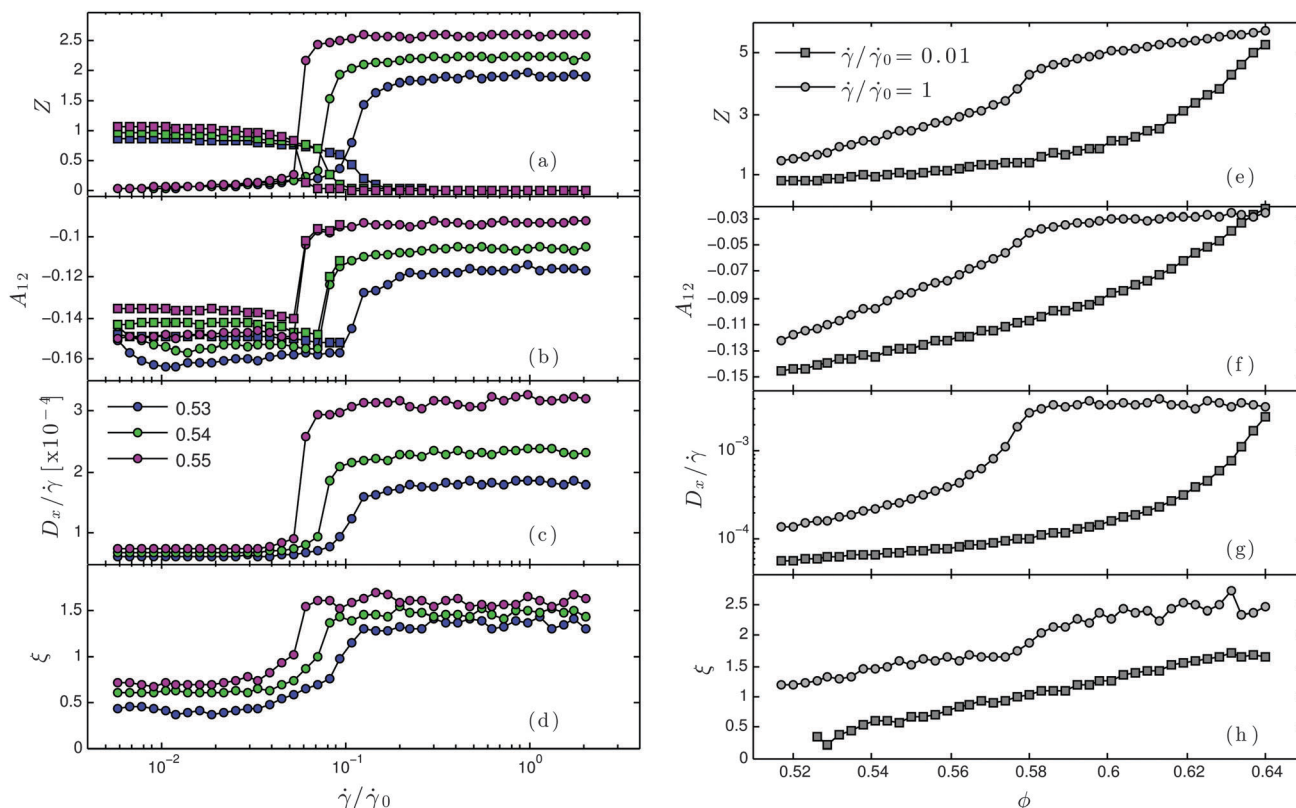 2.5
2
1.5
1
0.5
0
Z
(a)
−0.1
−0.12
−0.14
−0.16
A₁₂
(b)
3
2
1
D_x/γ̇ [x10⁻⁴]
0.53
0.54
0.55
(c)
1.5
1
0.5
0
ξ
(d)
10⁻² 10⁻¹ 10⁰
γ̇/γ̇₀
5
3
1
Z
γ̇/γ̇₀ = 0.01
γ̇/γ̇₀ = 1
(e)
−0.03
−0.05
−0.07
−0.09
−0.11
−0.13
−0.15
A₁₂
(f)
10⁻³
10⁻⁴
D_x/γ̇
(g)
2.5
2
1.5
1
0.5
0
ξ
(h)
0.52 0.54 0.56 0.58 0.6 0.62 0.64
ϕ